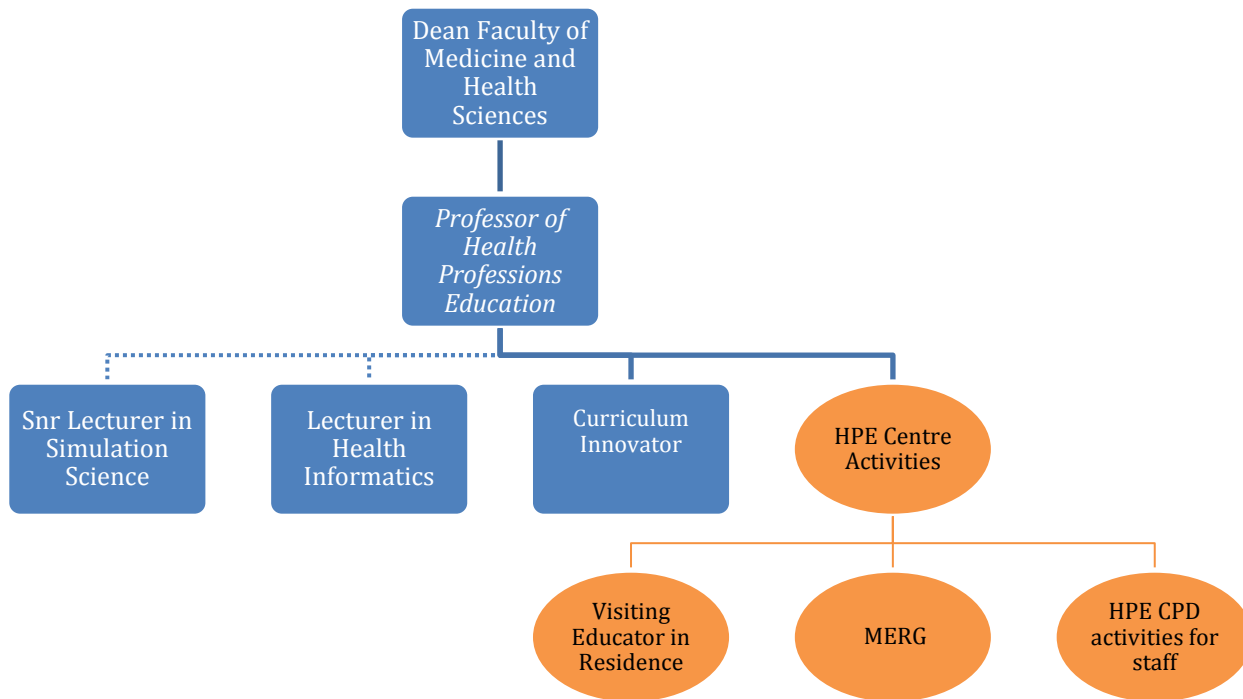 Dean Faculty of
Medicine and
Health
Sciences
Professor of
Health
Professions
Education
Snr Lecturer in
Simulation
Science
Lecturer in
Health
Informatics
Curriculum
Innovator
HPE Centre
Activities
Visiting
Educator in
Residence
MERG
HPE CPD
activities for
staff